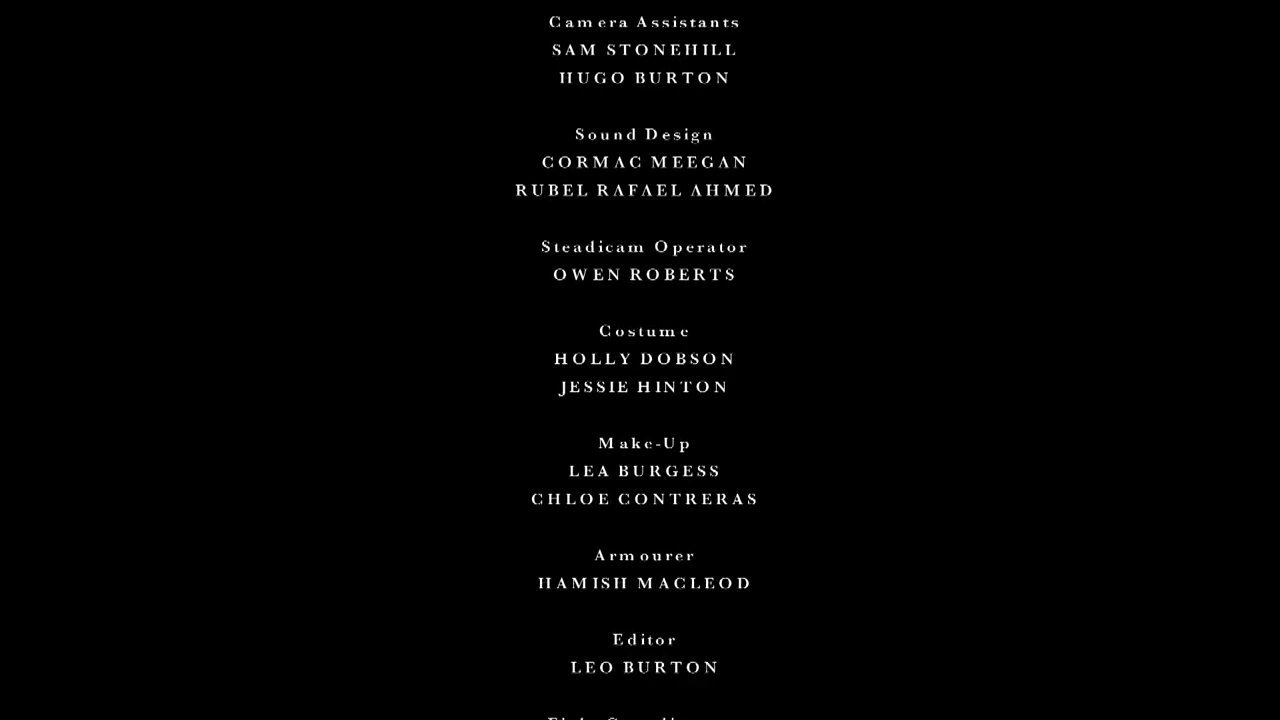 Camera Assistants
SAM STONEHILL
HUGO BURTON
Sound Design
CORMAC MEEGAN
RUBEL RAFAEL AHMED
Steadicam Operator
OWEN ROBERTS
Costume
HOLLY DOBSON
JESSIE HINTON
Make-Up
LEA BURGESS
CHLOE CONTRERAS
Armourer
HAMISH MACLEOD
Editor
LEO BURTON